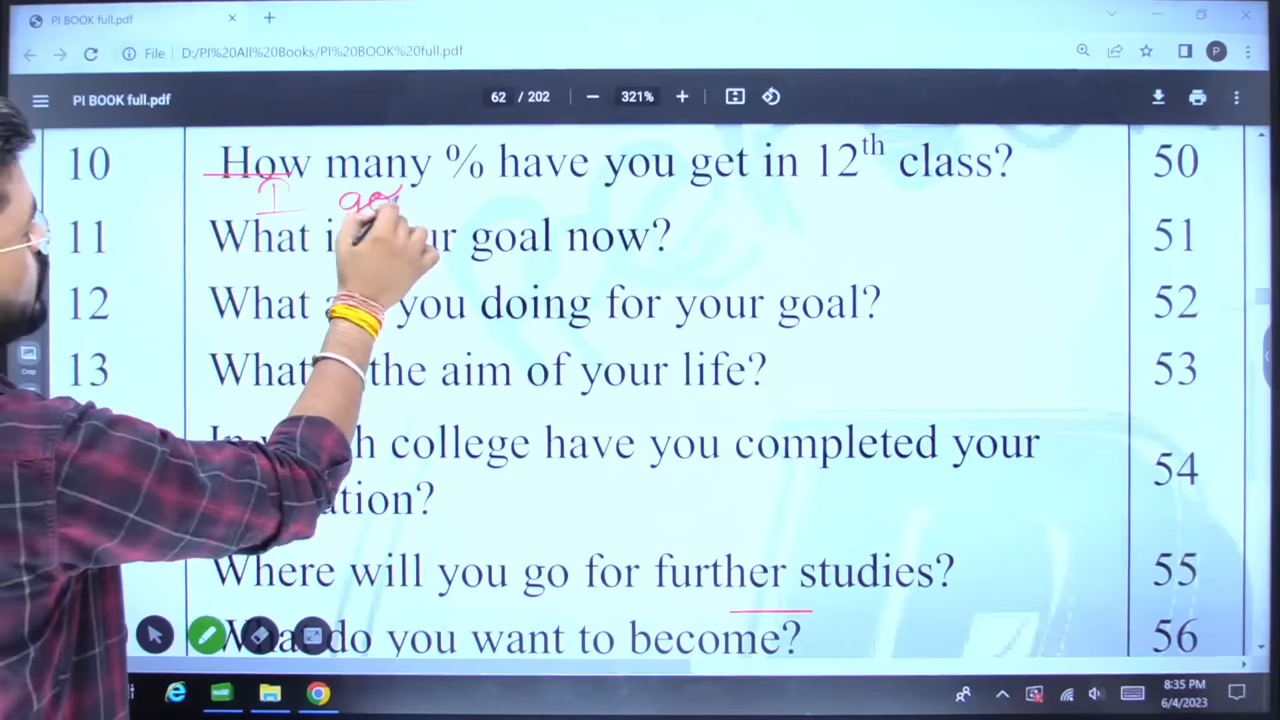 PI BOOK full.pdf
File D:/PI%20All%20Books/PI%20BOOK%20full.pdf
P
PI BOOK full.pdf 62 / 202 321%
10 How many % have you get in 12th class? 50
I
11 What goal now? 51
12 What you doing for your goal? 52
13 What the aim of your life? 53
college have you completed your
54
Where will you go for further studies? 55
What do you want to become? 56
Crop
8:35 PM
6/4/2023